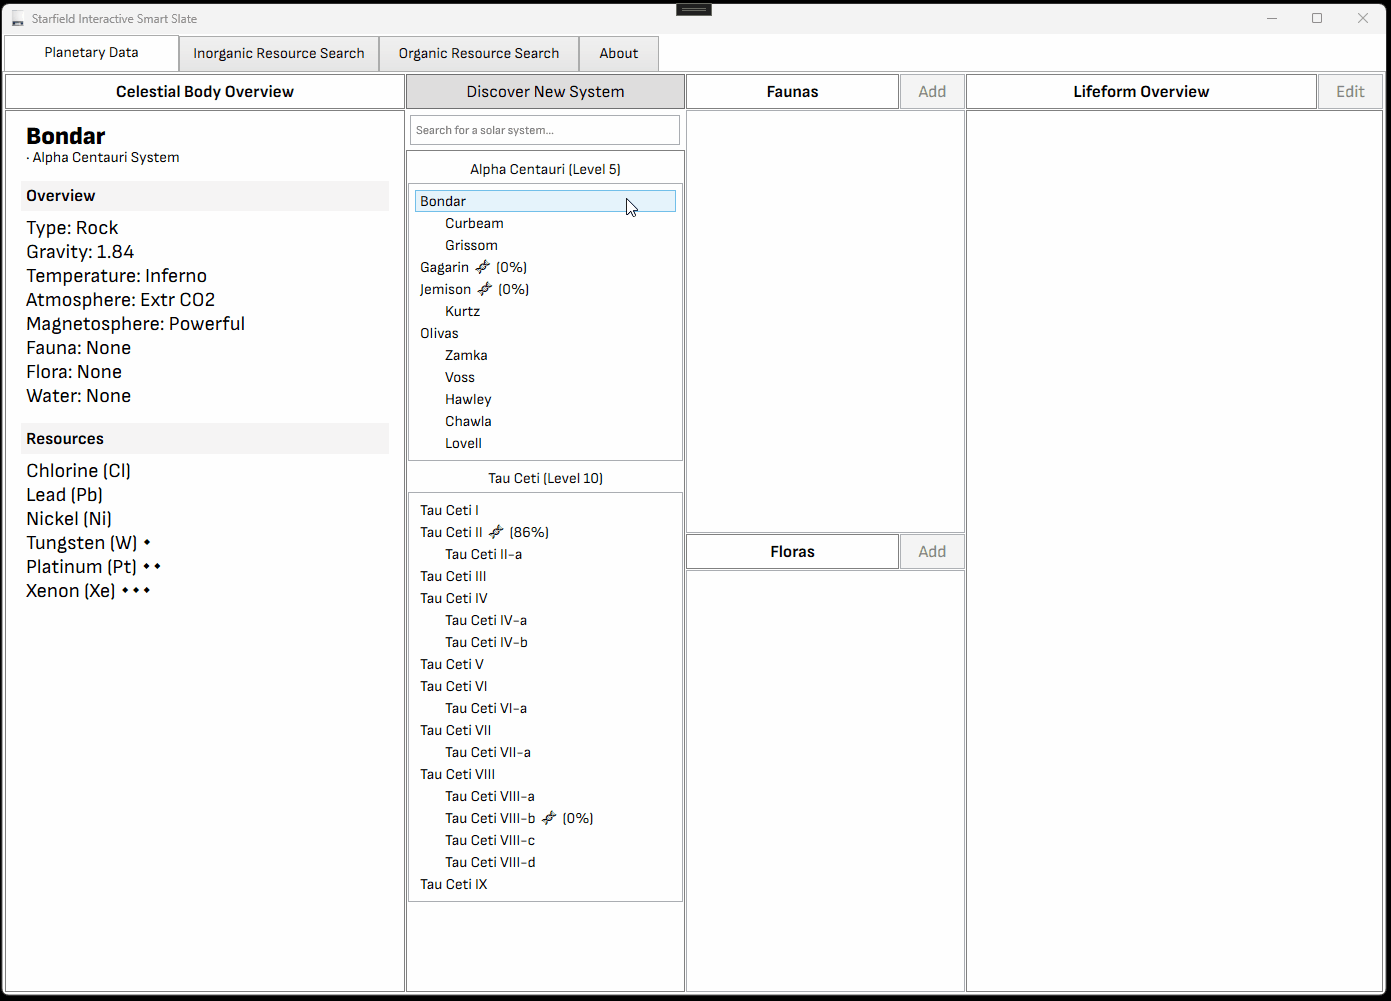 Starfield Interactive Smart Slate
Planetary Data
Inorganic Resource Search
Organic Resource Search
About
Celestial Body Overview
Bondar
· Alpha Centauri System
Overview
Type: Rock
Gravity: 1.84
Temperature: Inferno
Atmosphere: Extr CO2
Magnetosphere: Powerful
Fauna: None
Flora: None
Water: None
Resources
Chlorine (Cl)
Lead (Pb)
Nickel (Ni)
Tungsten (W) ⬥
Platinum (Pt) ⬥⬥
Xenon (Xe) ⬥⬥⬥
Discover New System
Search for a solar system...
Alpha Centauri (Level 5)
Bondar
Curbeam
Grissom
Gagarin (0%)
Jemison (0%)
Kurtz
Olivas
Zamka
Voss
Hawley
Chawla
Lovell
Tau Ceti (Level 10)
Tau Ceti I
Tau Ceti II (86%)
Tau Ceti II-a
Tau Ceti III
Tau Ceti IV
Tau Ceti IV-a
Tau Ceti IV-b
Tau Ceti V
Tau Ceti VI
Tau Ceti VI-a
Tau Ceti VII
Tau Ceti VII-a
Tau Ceti VIII
Tau Ceti VIII-a
Tau Ceti VIII-b (0%)
Tau Ceti VIII-c
Tau Ceti VIII-d
Tau Ceti IX
Faunas
Add
Floras
Add
Lifeform Overview
Edit